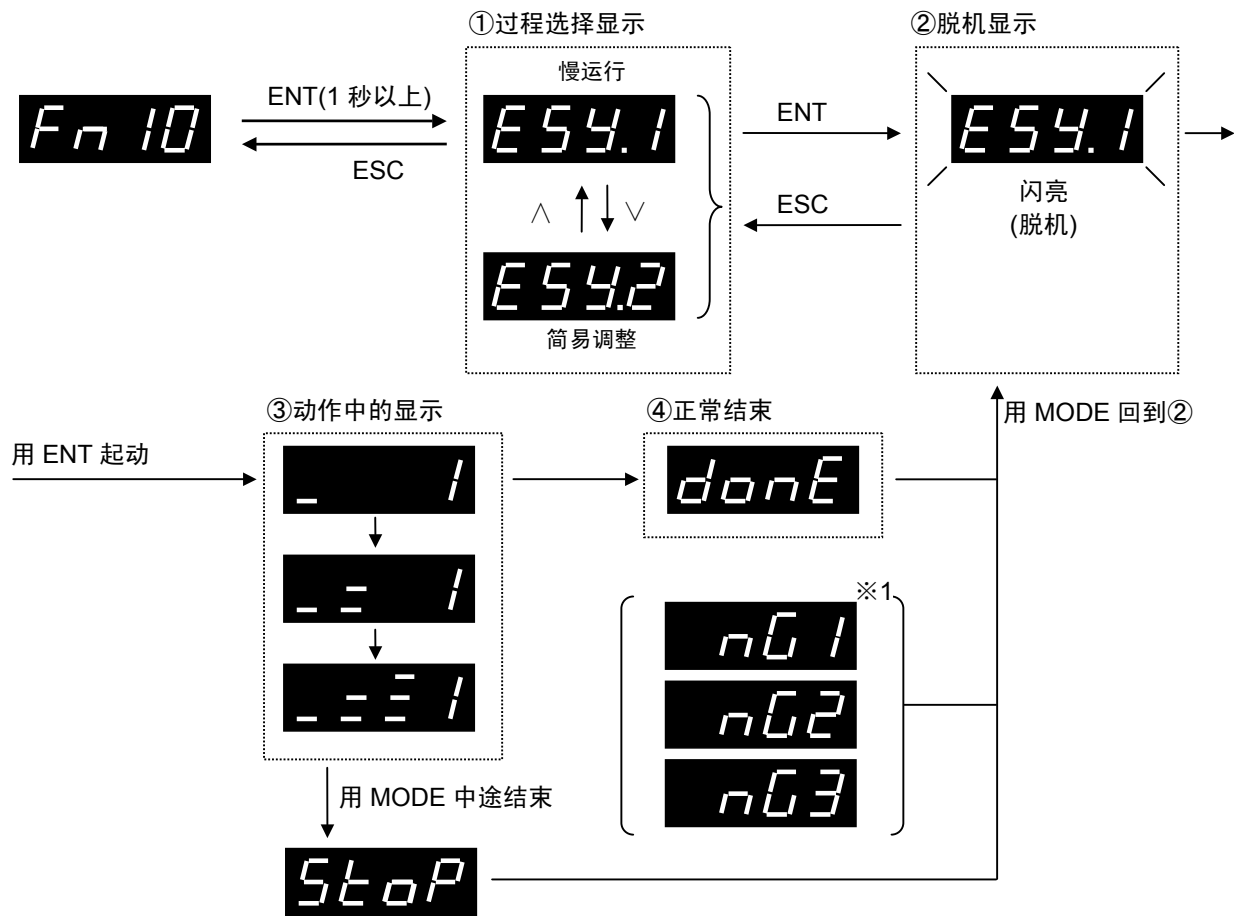 ①过程选择显示
②脱机显示
慢运行
Fn 10
ENT(1 秒以上)
ESC
ESY.1
∧ ∨
ESY.2
简易调整
ENT
ESC
ESY.1
闪亮
(脱机)
③动作中的显示
④正常结束
用 MODE 回到②
用 ENT 起动
_ 1
_ = 1
_ = ≡ 1
donE
※1
nG1
nG2
nG3
用 MODE 中途结束
StoP